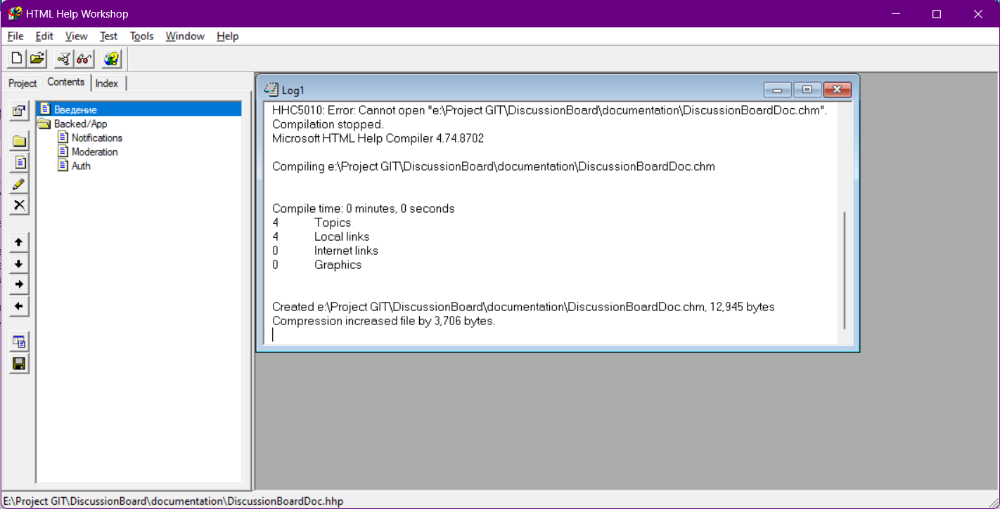 HTML Help Workshop
File Edit View Test Tools Window Help
Project Contents Index
Введение
Backed/App
Notifications
Moderation
Auth
Log1
HHC5010: Error: Cannot open "e:\Project GIT\DiscussionBoard\documentation\DiscussionBoardDoc.chm".
Compilation stopped.
Microsoft HTML Help Compiler 4.74.8702
Compiling e:\Project GIT\DiscussionBoard\documentation\DiscussionBoardDoc.chm
Compile time: 0 minutes, 0 seconds
4 Topics
4 Local links
0 Internet links
0 Graphics
Created e:\Project GIT\DiscussionBoard\documentation\DiscussionBoardDoc.chm, 12,945 bytes
Compression increased file by 3,706 bytes.
E:\Project GIT\DiscussionBoard\documentation\DiscussionBoardDoc.hhp